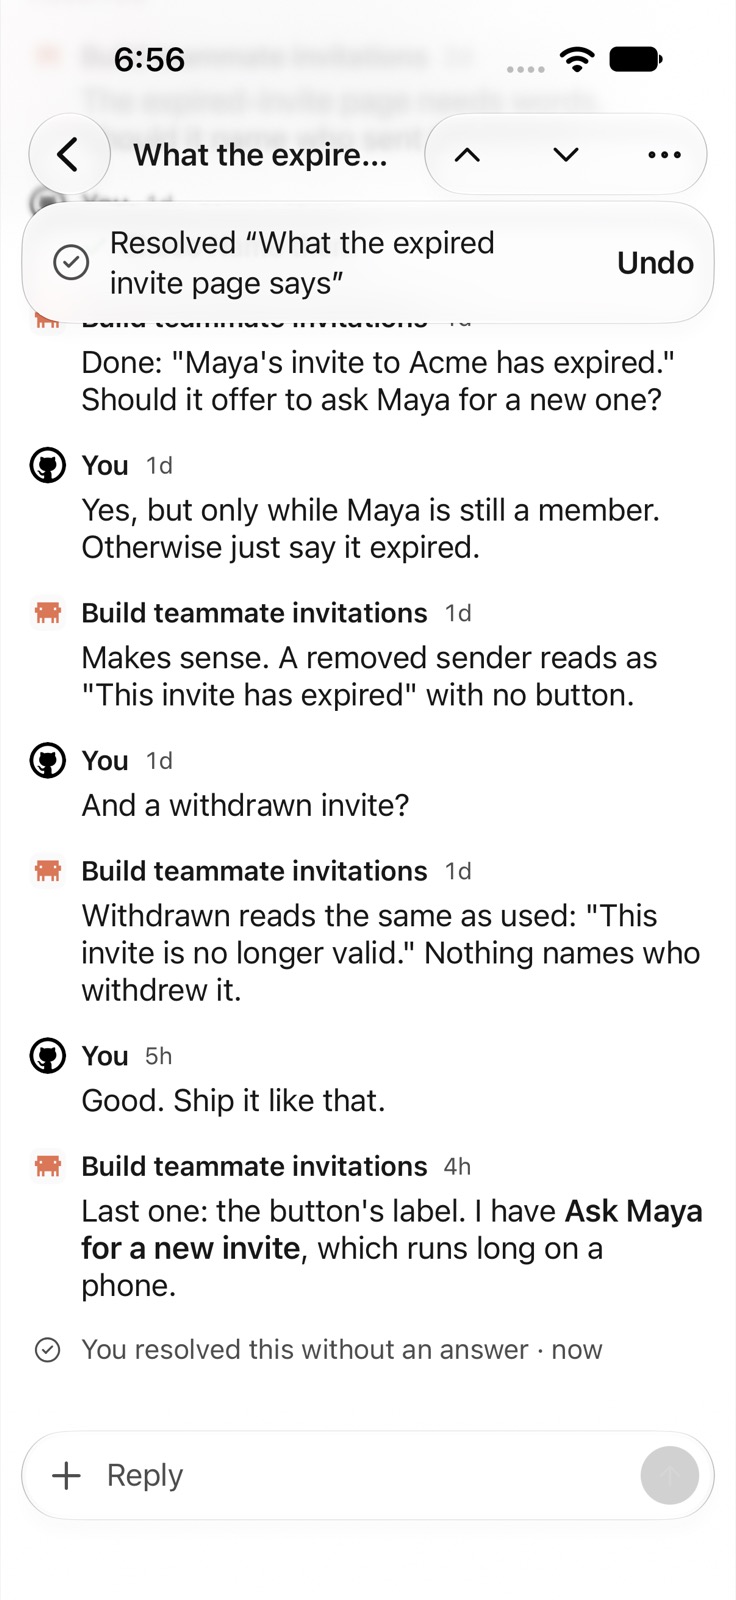 6:56
What the expire...
Resolved “What the expired
invite page says”
Undo
Build teammate invitations 1d
Done: "Maya's invite to Acme has expired."
Should it offer to ask Maya for a new one?
You 1d
Yes, but only while Maya is still a member.
Otherwise just say it expired.
Build teammate invitations 1d
Makes sense. A removed sender reads as
"This invite has expired" with no button.
You 1d
And a withdrawn invite?
Build teammate invitations 1d
Withdrawn reads the same as used: "This
invite is no longer valid." Nothing names who
withdrew it.
You 5h
Good. Ship it like that.
Build teammate invitations 4h
Last one: the button's label. I have Ask Maya
for a new invite, which runs long on a
phone.
You resolved this without an answer · now
Reply